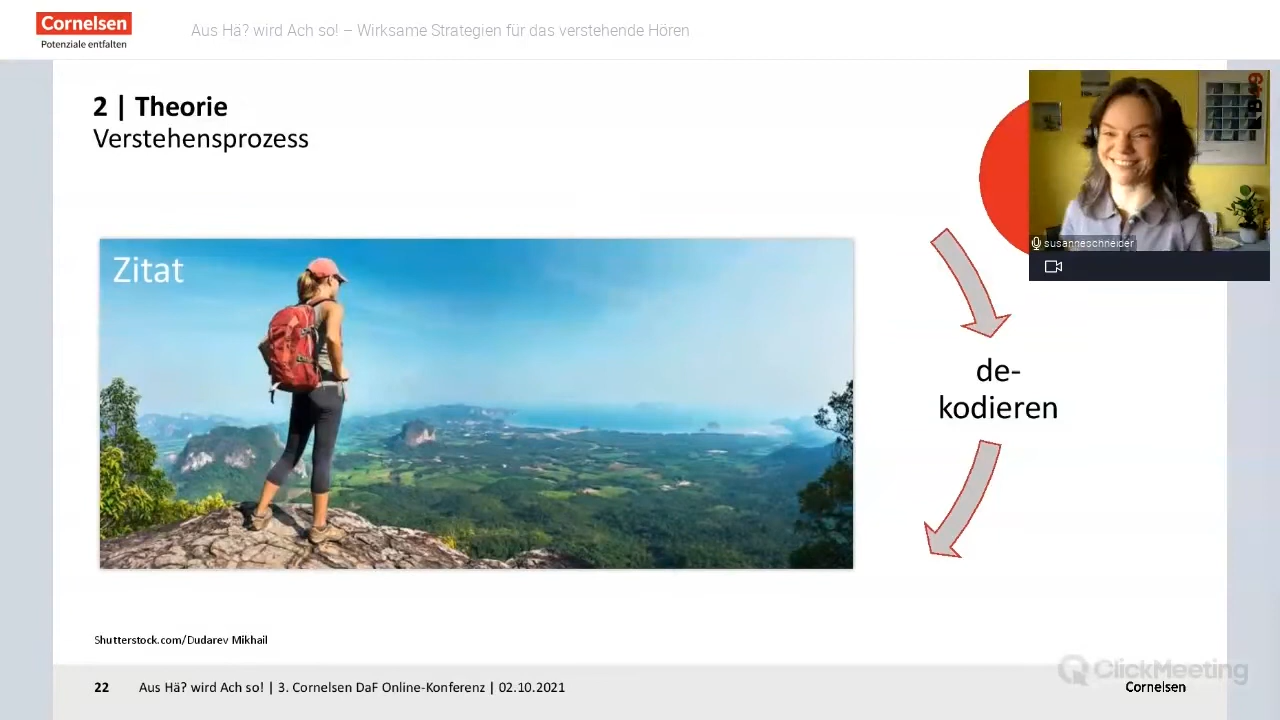 Cornelsen
Potenziale entfalten
Aus Hä? wird Ach so! – Wirksame Strategien für das verstehende Hören
2 | Theorie
Verstehensprozess
susanneschneider
Zitat
de-
kodieren
Shutterstock.com/Dudarev Mikhail
ClickMeeting
22 Aus Hä? wird Ach so! | 3. Cornelsen DaF Online-Konferenz | 02.10.2021
Cornelsen